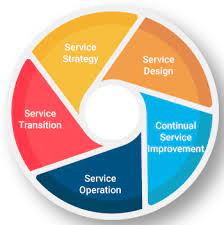 Service
Strategy
Service
Design
Continual
Service
Improvement
Service
Operation
Service
Transition